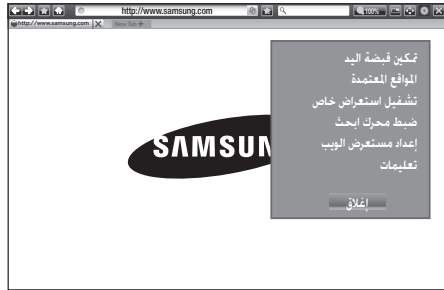 http://www.samsung.com 100%
http://www.samsung.com New Tab +
تمكين قبضة اليد
المواقع المعتمدة
تشغيل استعراض خاص
ضبط محرك ابحث
إعداد مستعرض الويب
تعليمات
إغلاق
SAMSUN